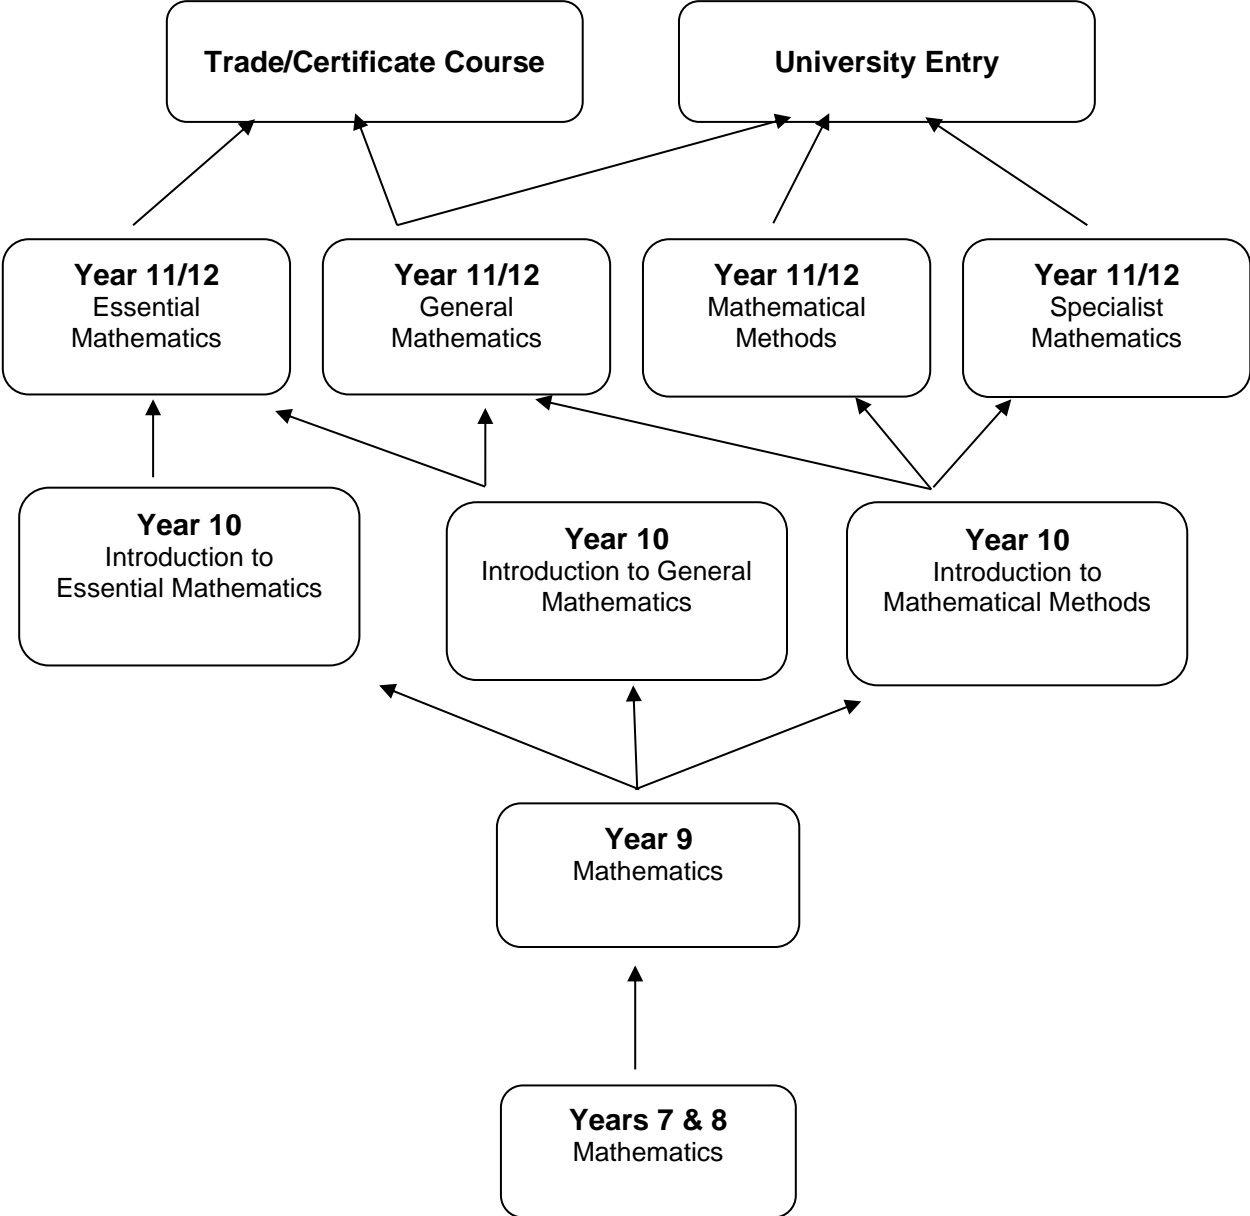 Trade/Certificate Course
University Entry
Year 11/12
Essential
Mathematics
Year 11/12
General
Mathematics
Year 11/12
Mathematical
Methods
Year 11/12
Specialist
Mathematics
Year 10
Introduction to
Essential Mathematics
Year 10
Introduction to General
Mathematics
Year 10
Introduction to
Mathematical Methods
Year 9
Mathematics
Years 7 & 8
Mathematics